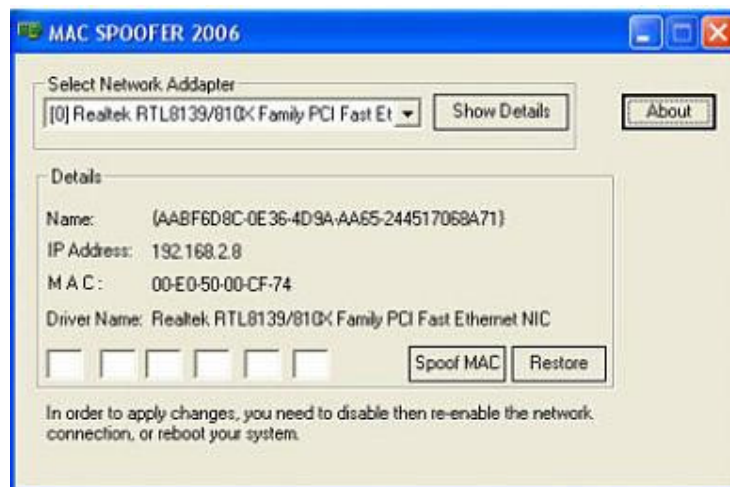 MAC SPOOFER 2006
Select Network Addapter
[0] Realtek RTL8139/810X Family PCI Fast Et
Show Details
About
Details
Name: {AABF6D8C-0E36-4D9A-AA65-244517068A71}
IP Address: 192.168.2.8
M A C : 00-E0-50-00-CF-74
Driver Name: Realtek RTL8139/810X Family PCI Fast Ethernet NIC
Spoof MAC
Restore
In order to apply changes, you need to disable then re-enable the network
connection, or reboot your system.